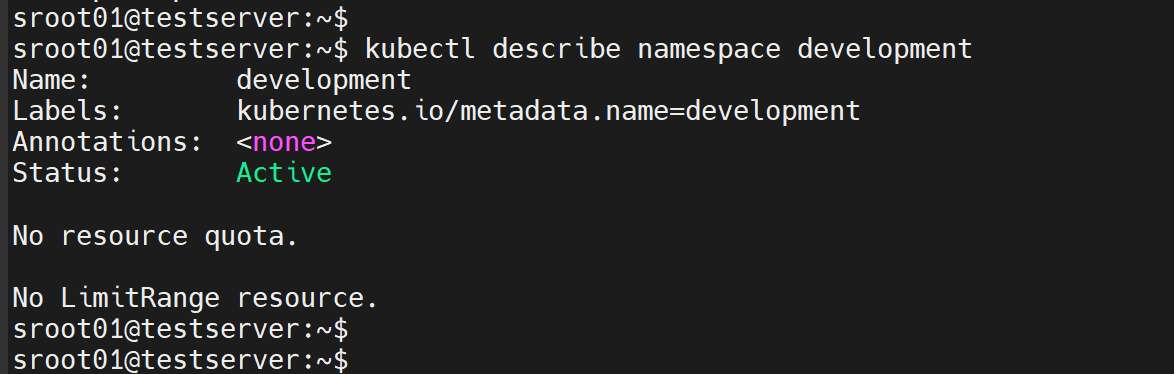 sroot01@testserver:~$
sroot01@testserver:~$ kubectl describe namespace development
Name:         development
Labels:       kubernetes.io/metadata.name=development
Annotations:  <none>
Status:       Active

No resource quota.

No LimitRange resource.
sroot01@testserver:~$
sroot01@testserver:~$